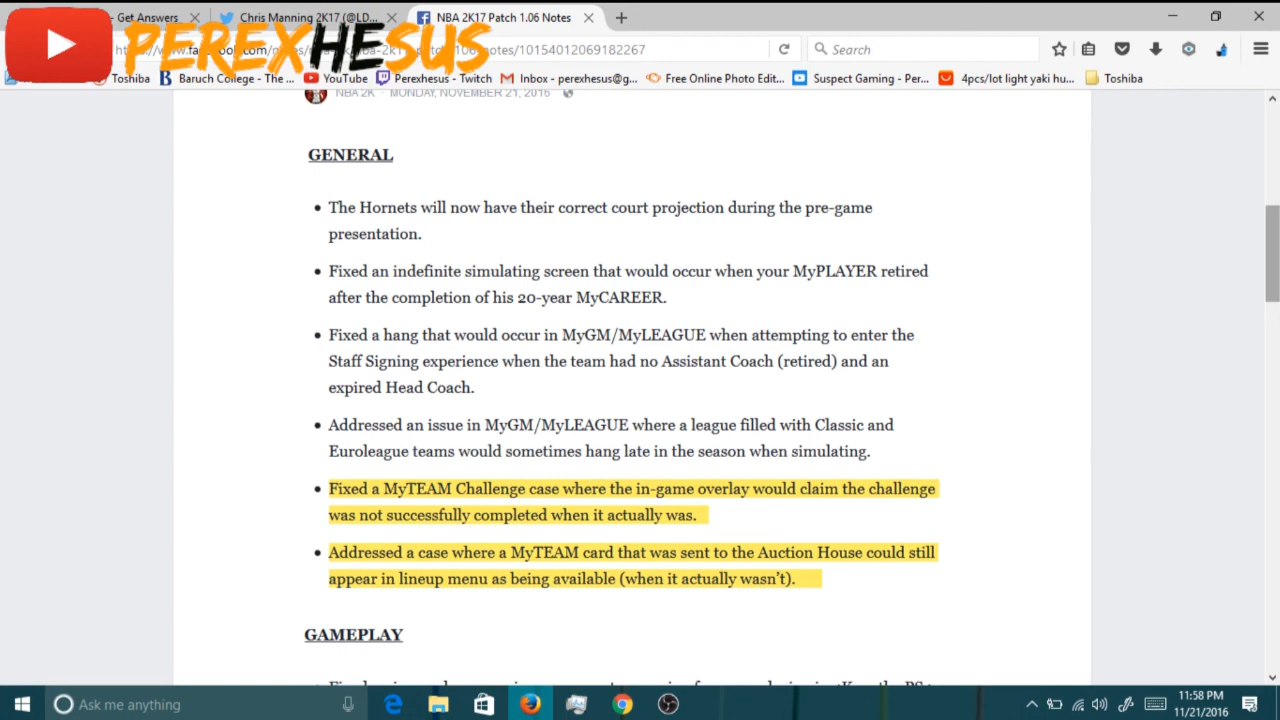 - Get Answers
Chris Manning 2K17 (@LD...
NBA 2K17 Patch 1.06 Notes
PEREXHESUS
Search
Toshiba
Baruch College - The ...
YouTube
Perexhesus - Twitch
Inbox - perexhesus@g...
Free Online Photo Edit...
Suspect Gaming - Per...
4pcs/lot light yaki hu...
Toshiba
NBA 2K · MONDAY, NOVEMBER 21, 2016
GENERAL
• The Hornets will now have their correct court projection during the pre-game
presentation.
• Fixed an indefinite simulating screen that would occur when your MyPLAYER retired
after the completion of his 20-year MyCAREER.
• Fixed a hang that would occur in MyGM/MyLEAGUE when attempting to enter the
Staff Signing experience when the team had no Assistant Coach (retired) and an
expired Head Coach.
• Addressed an issue in MyGM/MyLEAGUE where a league filled with Classic and
Euroleague teams would sometimes hang late in the season when simulating.
• Fixed a MyTEAM Challenge case where the in-game overlay would claim the challenge
was not successfully completed when it actually was.
• Addressed a case where a MyTEAM card that was sent to the Auction House could still
appear in lineup menu as being available (when it actually wasn't).
GAMEPLAY
Ask me anything
11:58 PM
11/21/2016